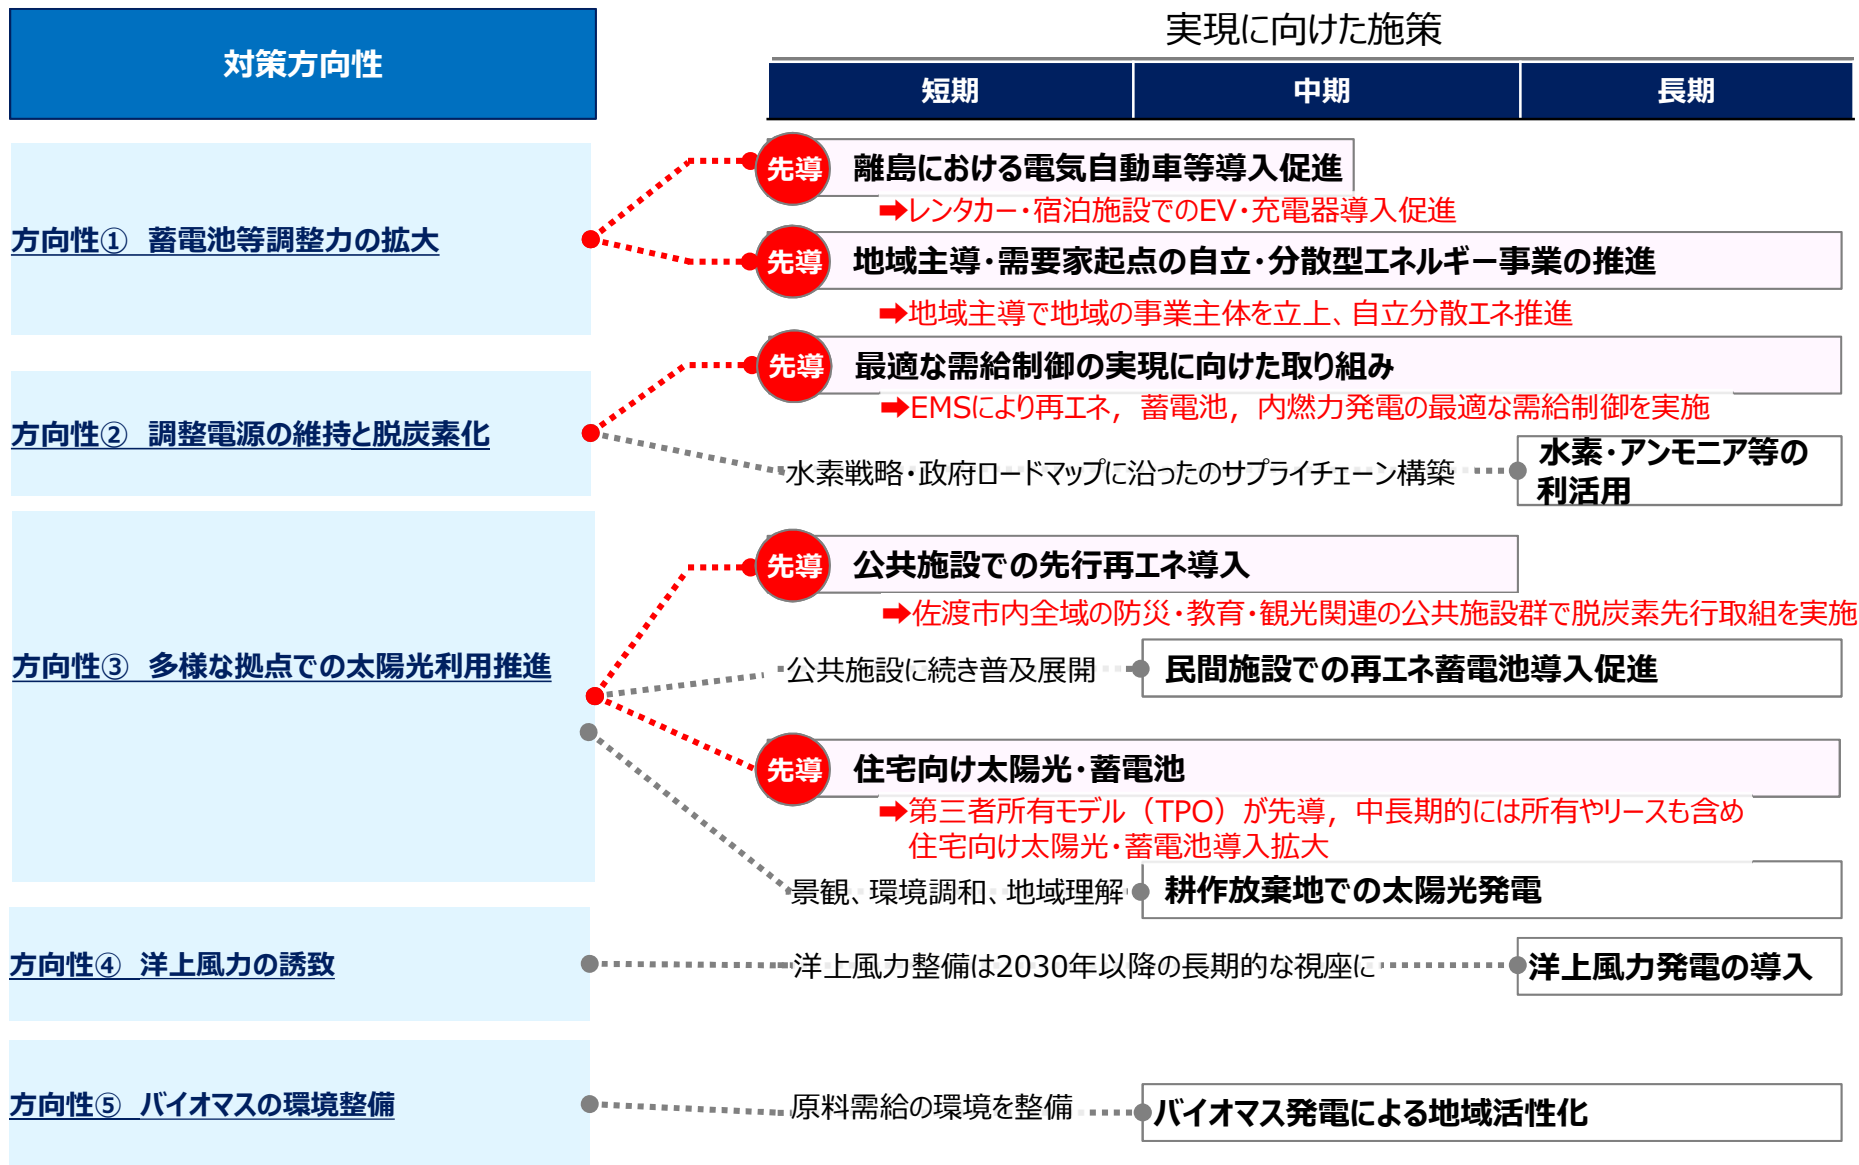 対策方向性
実現に向けた施策
短期
中期
長期
方向性① 蓄電池等調整力の拡大
先導
離島における電気自動車等導入促進
➡レンタカー・宿泊施設でのEV・充電器導入促進
先導
地域主導・需要家起点の自立・分散型エネルギー事業の推進
➡地域主導で地域の事業主体を立上、自立分散エネ推進
方向性② 調整電源の維持と脱炭素化
先導
最適な需給制御の実現に向けた取り組み
➡EMSにより再エネ，蓄電池，内燃力発電の最適な需給制御を実施
水素戦略・政府ロードマップに沿ったのサプライチェーン構築
水素・アンモニア等の
利活用
方向性③ 多様な拠点での太陽光利用推進
先導
公共施設での先行再エネ導入
➡佐渡市内全域の防災・教育・観光関連の公共施設群で脱炭素先行取組を実施
公共施設に続き普及展開
民間施設での再エネ蓄電池導入促進
先導
住宅向け太陽光・蓄電池
➡第三者所有モデル（TPO）が先導，中長期的には所有やリースも含め
住宅向け太陽光・蓄電池導入拡大
景観、環境調和、地域理解
耕作放棄地での太陽光発電
方向性④ 洋上風力の誘致
洋上風力整備は2030年以降の長期的な視座に
洋上風力発電の導入
方向性⑤ バイオマスの環境整備
原料需給の環境を整備
バイオマス発電による地域活性化